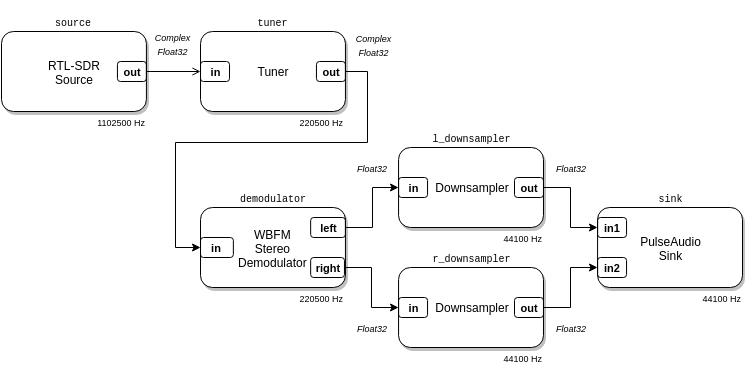 source
tuner
Complex
Float32
Complex
Float32
RTL-SDR
Source
out
in
Tuner
out
1102500 Hz
220500 Hz
l_downsampler
Float32
Float32
in
Downsampler
out
demodulator
sink
left
in1
WBFM
Stereo
Demodulator
in
44100 Hz
PulseAudio
Sink
r_downsampler
right
in2
220500 Hz
44100 Hz
in
Downsampler
out
Float32
Float32
44100 Hz